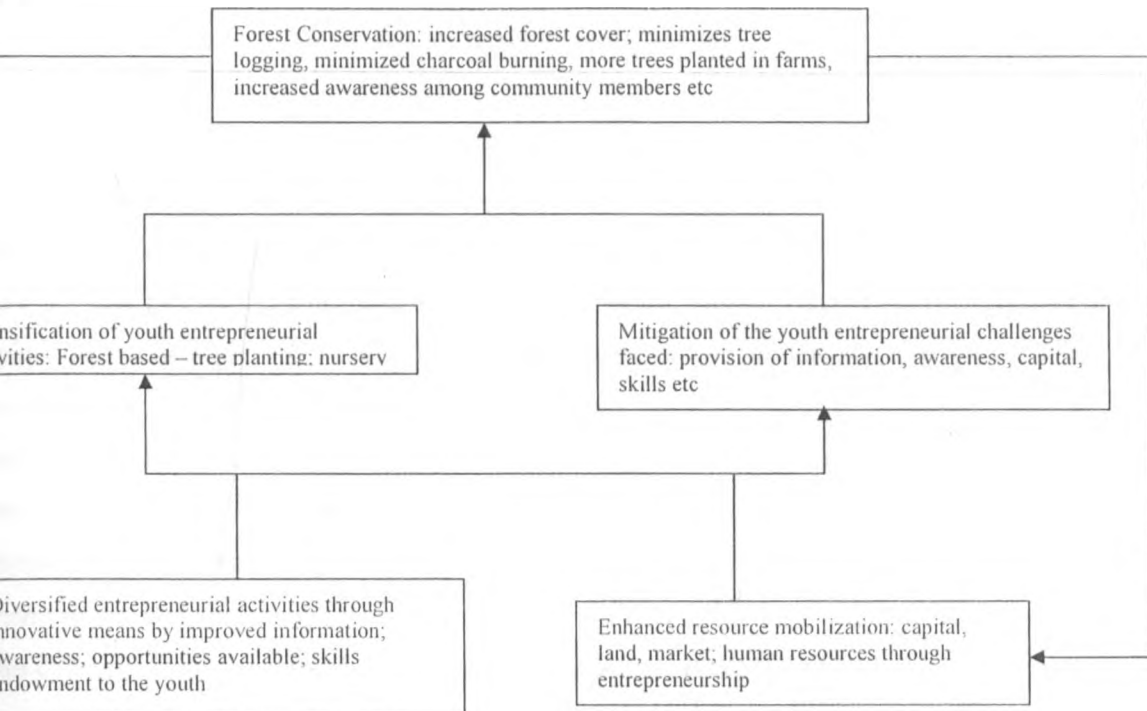 Forest Conservation: increased forest cover; minimizes tree
logging, minimized charcoal burning, more trees planted in farms,
increased awareness among community members etc
nsification of youth entrepreneurial
vities: Forest based – tree planting; nursery
Mitigation of the youth entrepreneurial challenges
faced: provision of information, awareness, capital,
skills etc
Diversified entrepreneurial activities through
nnovative means by improved information;
wareness; opportunities available; skills
ndowment to the youth
Enhanced resource mobilization: capital,
land, market; human resources through
entrepreneurship